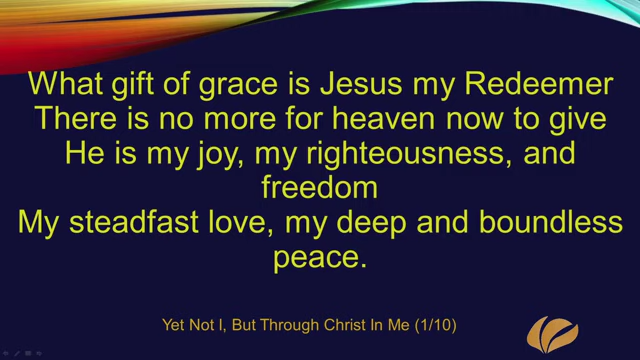 What gift of grace is Jesus my Redeemer
There is no more for heaven now to give
He is my joy, my righteousness, and
freedom
My steadfast love, my deep and boundless
peace.
Yet Not I, But Through Christ In Me (1/10)